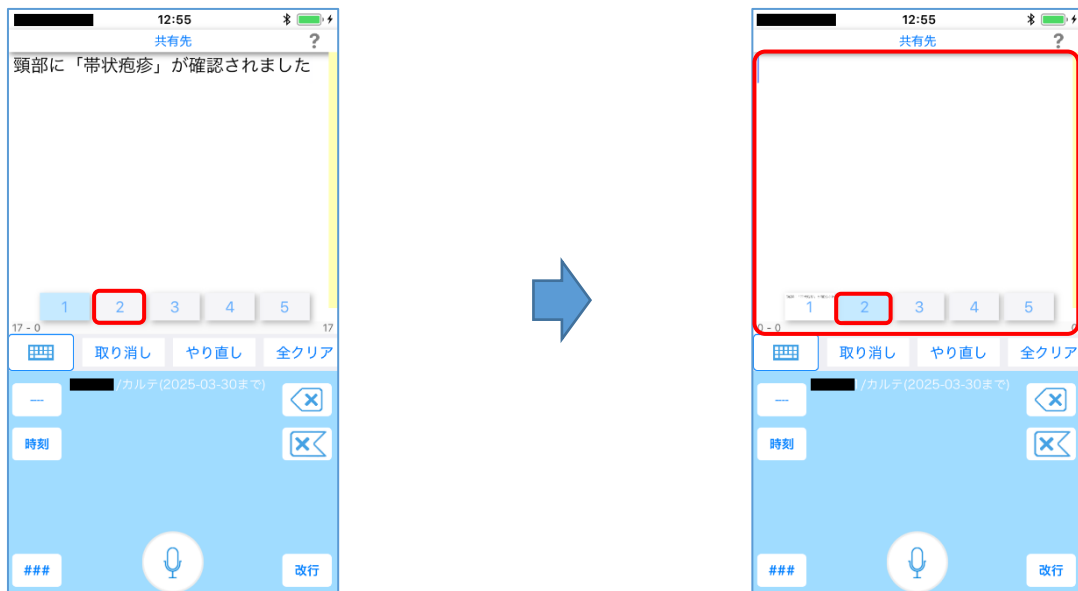 12:55
共有先 ?
頸部に「帯状疱疹」が確認されました
1 2 3 4 5
17 - 0 17
取り消し やり直し 全クリア
/カルテ(2025-03-30まで)
時刻
### 改行
12:55
共有先 ?
1 2 3 4 5
0 - 0 0
取り消し やり直し 全クリア
/カルテ(2025-03-30まで)
時刻
### 改行